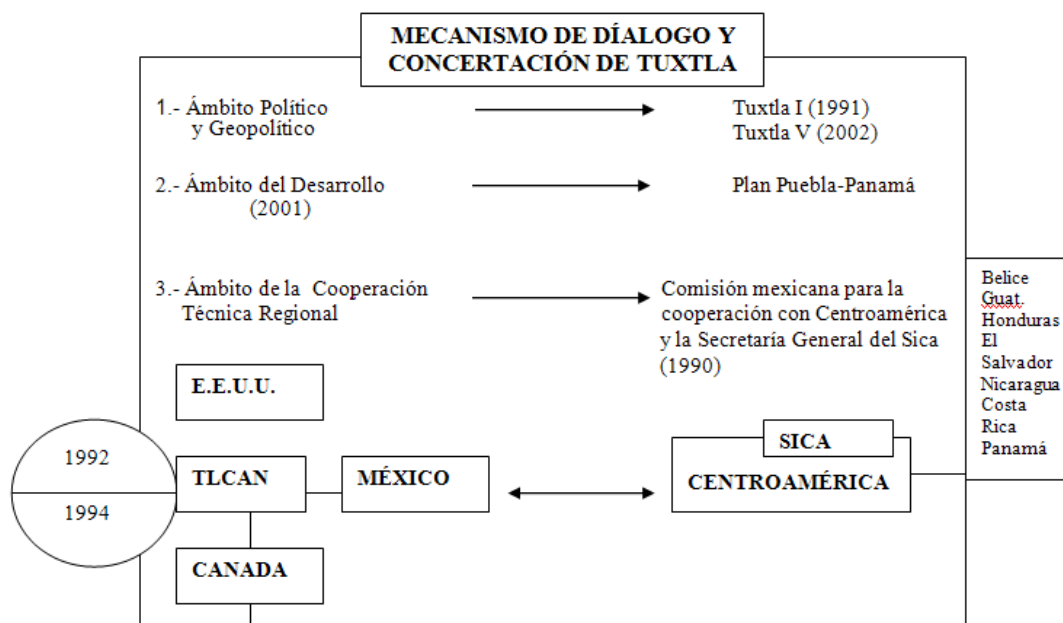 MECANISMO DE DÍALOGO Y
CONCERTACIÓN DE TUXTLA
1.- Ámbito Político
y Geopolítico
Tuxtla I (1991)
Tuxtla V (2002)
2.- Ámbito del Desarrollo
(2001)
Plan Puebla-Panamá
3.- Ámbito de la Cooperación
Técnica Regional
Comisión mexicana para la
cooperación con Centroamérica
y la Secretaría General del Sica
(1990)
Belice
Guat.
Honduras
El
Salvador
Nicaragua
Costa
Rica
Panamá
E.E.U.U.
1992
1994
TLCAN
MÉXICO
SICA
CENTROAMÉRICA
CANADA